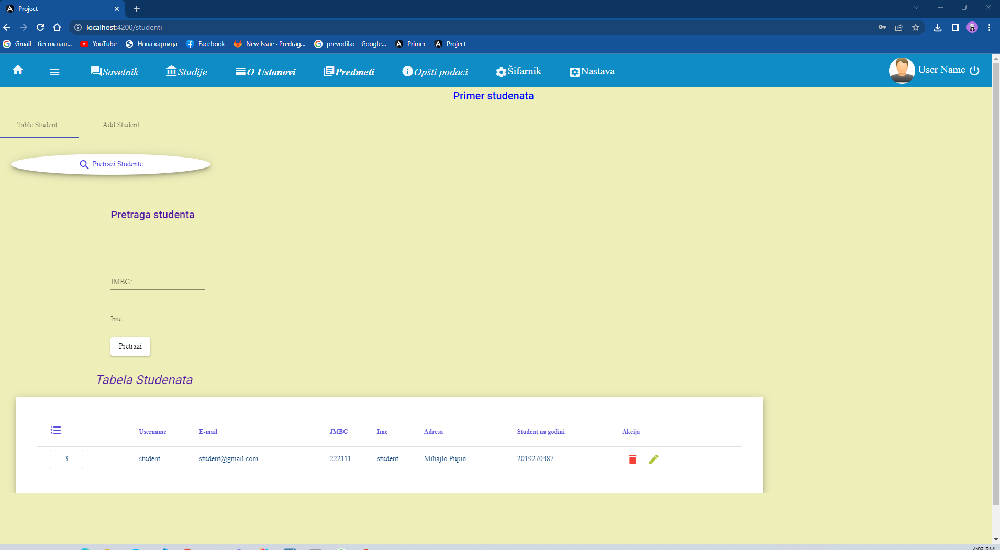 Project
localhost:4200/studenti
Gmail – бесплатан... YouTube Нова картица Facebook New Issue · Predrag... prevodilac - Google... Primer Project
Savetnik Studije O Ustanovi Predmeti Opšti podaci Šifarnik Nastava User Name
Primer studenata
Table Student Add Student
Pretrazi Studente
Pretraga studenta
JMBG:
Ime:
Pretrazi
Tabela Studenata
Username E-mail JMBG Ime Adresa Student na godini Akcija
3 student student@gmail.com 222111 student Mihajlo Pupin 2019270487
4:03 PM